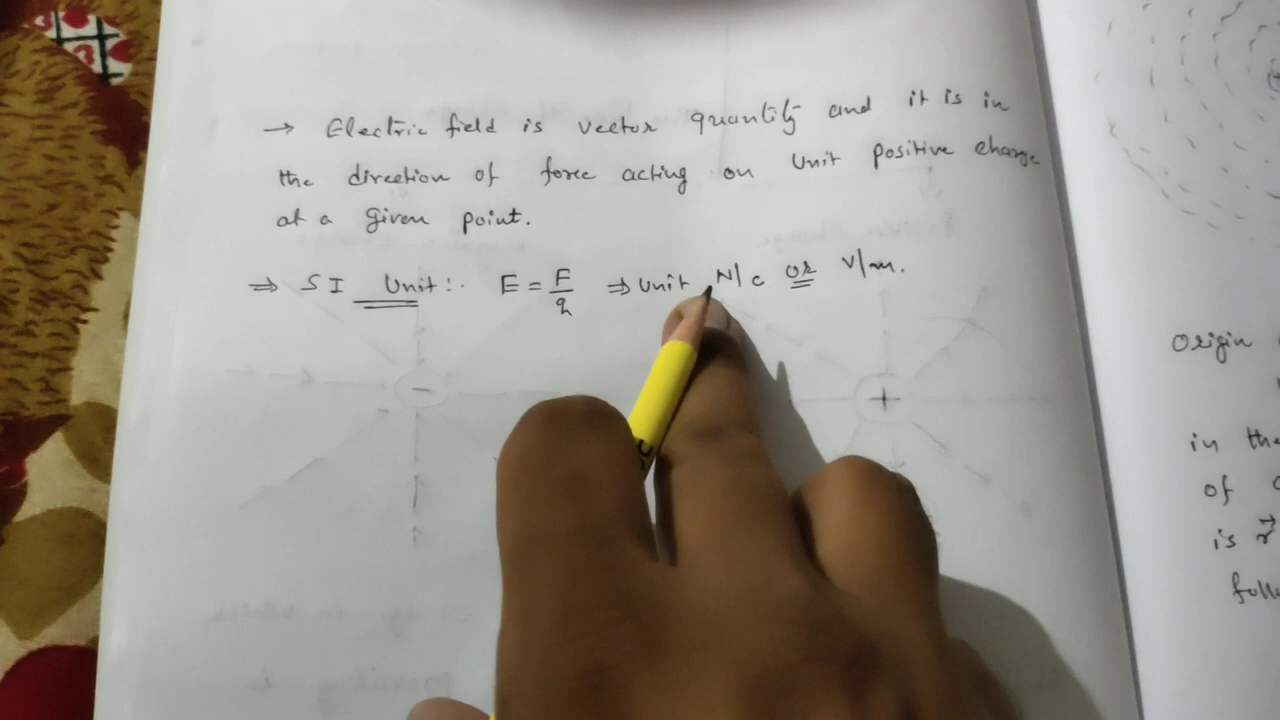 → Electric field is vector quantity and it is in
the direction of force acting on Unit positive charge
at a given point.
⇒ SI Unit:- E = F/q ⇒ Unit N/C or V/m.
−
+
Origin
in the
of
is r⃗